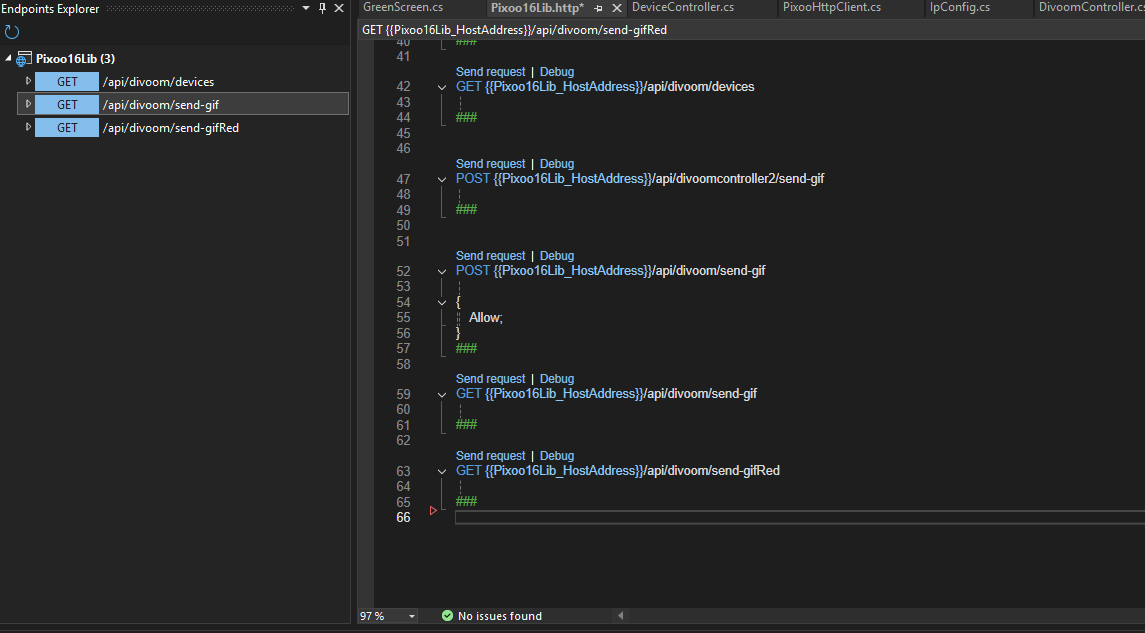 Endpoints Explorer
Pixoo16Lib (3)
GET /api/divoom/devices
GET /api/divoom/send-gif
GET /api/divoom/send-gifRed
GreenScreen.cs Pixoo16Lib.http* DeviceController.cs PixooHttpClient.cs IpConfig.cs DivoomController.cs
GET {{Pixoo16Lib_HostAddress}}/api/divoom/send-gifRed
40 ###
41
Send request | Debug
42 GET {{Pixoo16Lib_HostAddress}}/api/divoom/devices
43
44 ###
45
46
Send request | Debug
47 POST {{Pixoo16Lib_HostAddress}}/api/divoomcontroller2/send-gif
48
49 ###
50
51
Send request | Debug
52 POST {{Pixoo16Lib_HostAddress}}/api/divoom/send-gif
53
54 {
55 Allow;
56 }
57 ###
58
Send request | Debug
59 GET {{Pixoo16Lib_HostAddress}}/api/divoom/send-gif
60
61 ###
62
Send request | Debug
63 GET {{Pixoo16Lib_HostAddress}}/api/divoom/send-gifRed
64
65 ###
66
97 % No issues found